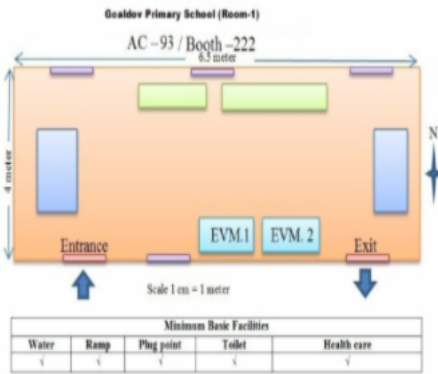 Goaldov Primary School (Room-1)
AC –93 / Booth –222
6.5 meter
4 meter
N
EVM.1 EVM. 2
Entrance
Exit
Scale 1 cm = 1 meter
Minimum Basic Facilities
Water Ramp Plug point Toilet Health care
√ √ √ √ √